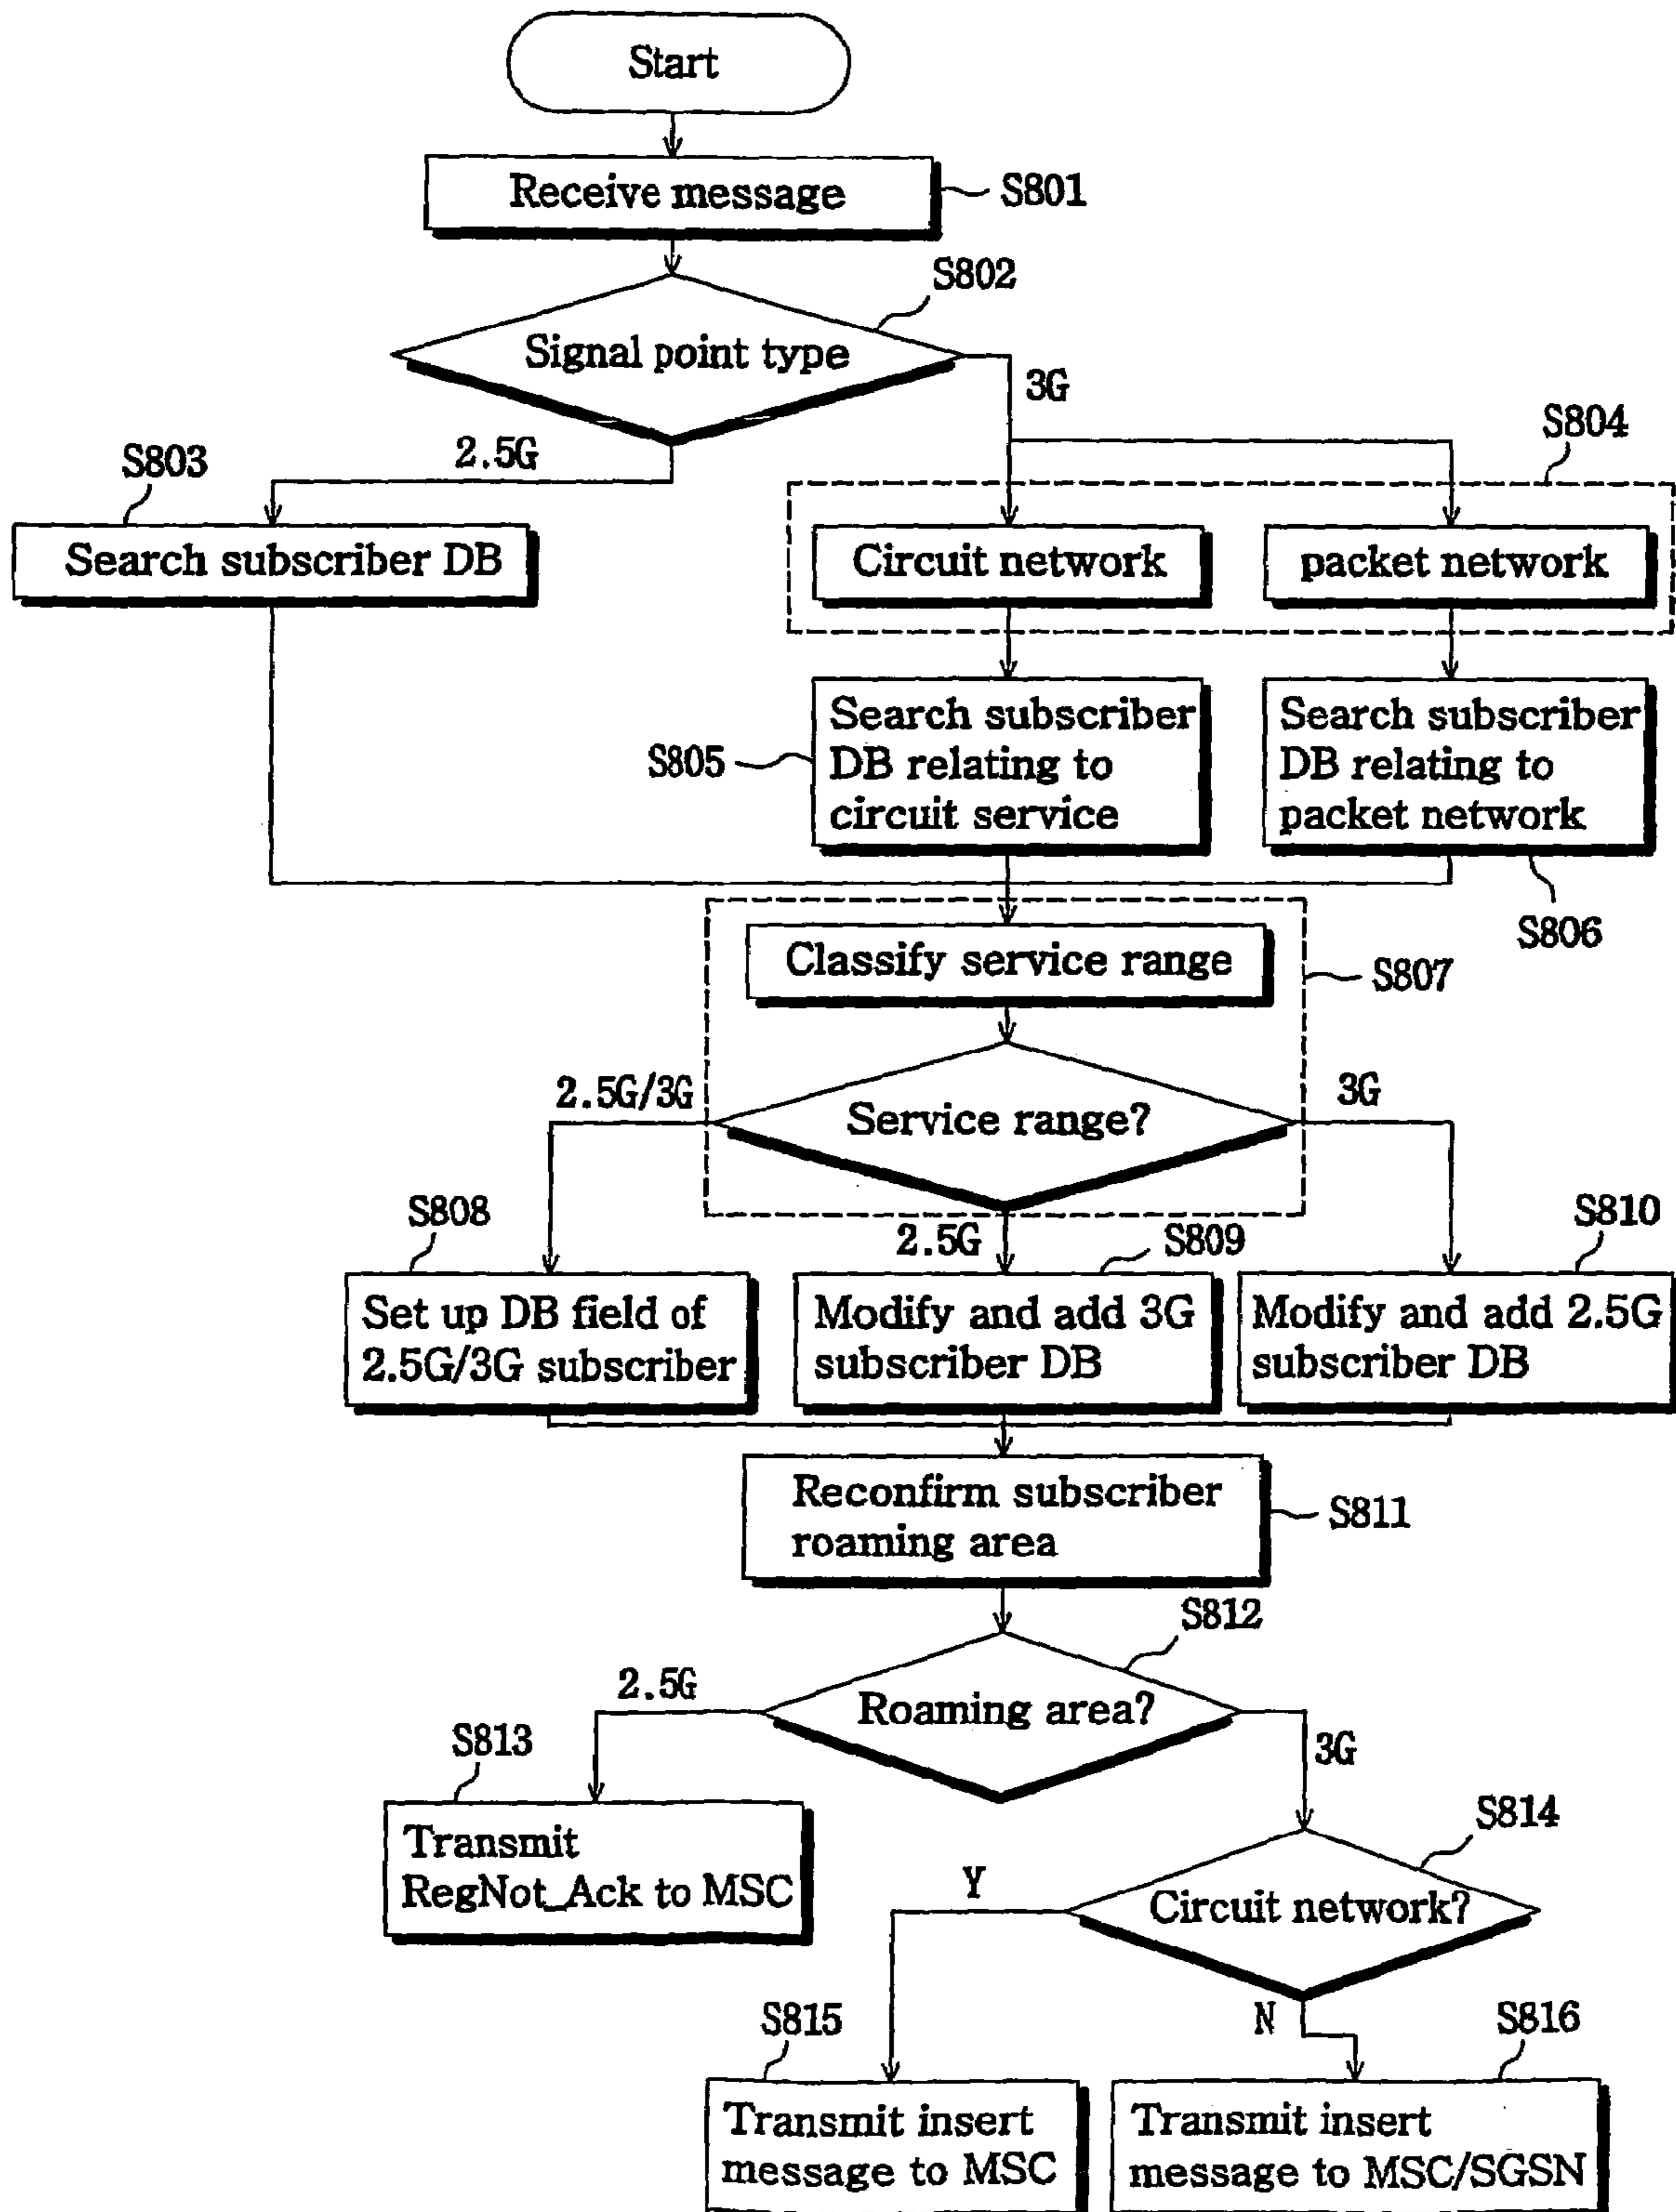 Start
Receive message
S801
S802
Signal point type
3G
2.5G
S803
S804
Search subscriber DB
Circuit network
packet network
S805
Search subscriber
DB relating to
circuit service
Search subscriber
DB relating to
packet network
S806
Classify service range
S807
2.5G/3G
Service range?
3G
S808
2.5G
S809
S810
Set up DB field of
2.5G/3G subscriber
Modify and add 3G
subscriber DB
Modify and add 2.5G
subscriber DB
Reconfirm subscriber
roaming area
S811
S812
2.5G
Roaming area?
3G
S813
Transmit
RegNot_Ack to MSC
S814
Y
Circuit network?
N
S815
S816
Transmit insert
message to MSC
Transmit insert
message to MSC/SGSN